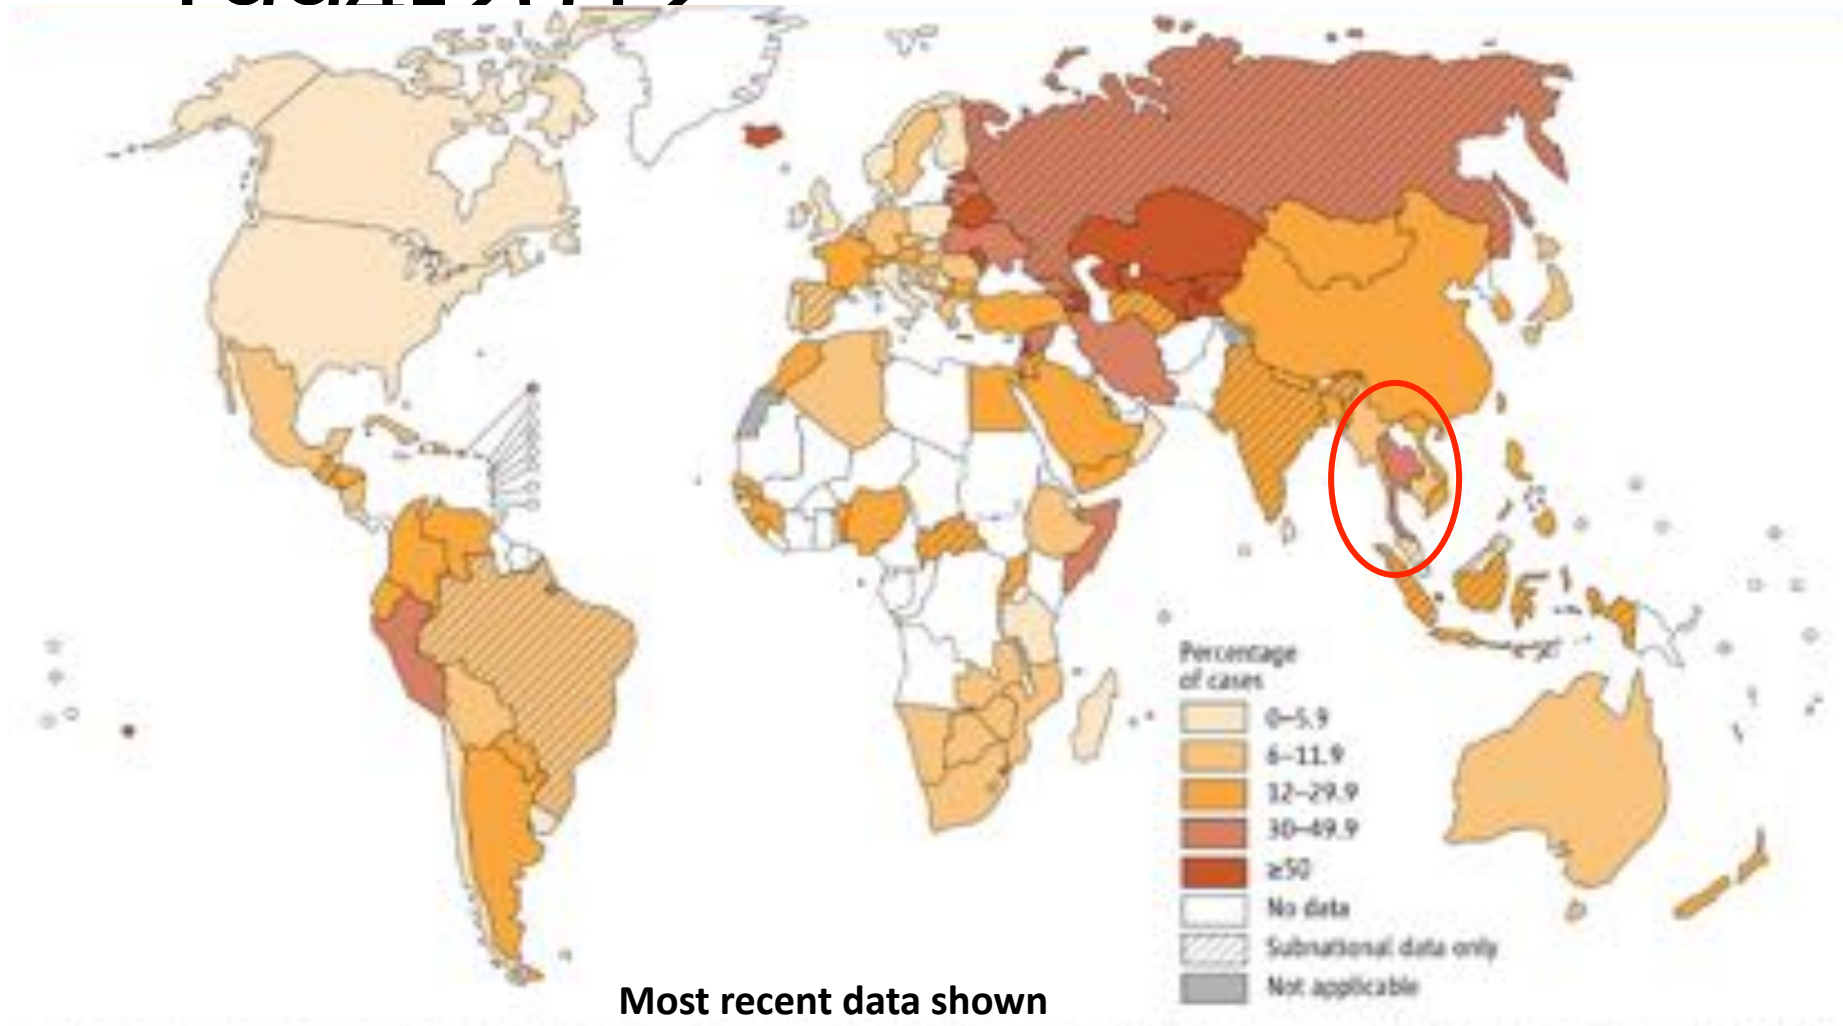 Percentage
of cases
0–5.9
6–11.9
12–29.9
30–49.9
≥50
No data
Subnational data only
Not applicable
Most recent data shown